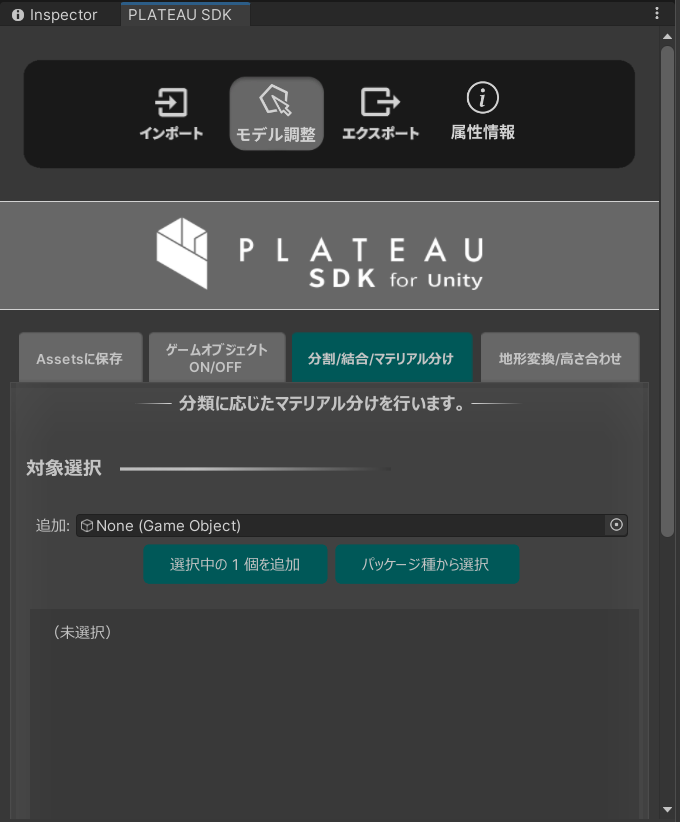 Inspector
PLATEAU SDK
インポート
モデル調整
エクスポート
属性情報
PLATEAU
SDK for Unity
Assetsに保存
ゲームオブジェクト
ON/OFF
分割/結合/マテリアル分け
地形変換/高さ合わせ
分類に応じたマテリアル分けを行います。
対象選択
追加:
None (Game Object)
選択中の 1 個を追加
パッケージ種から選択
（未選択）